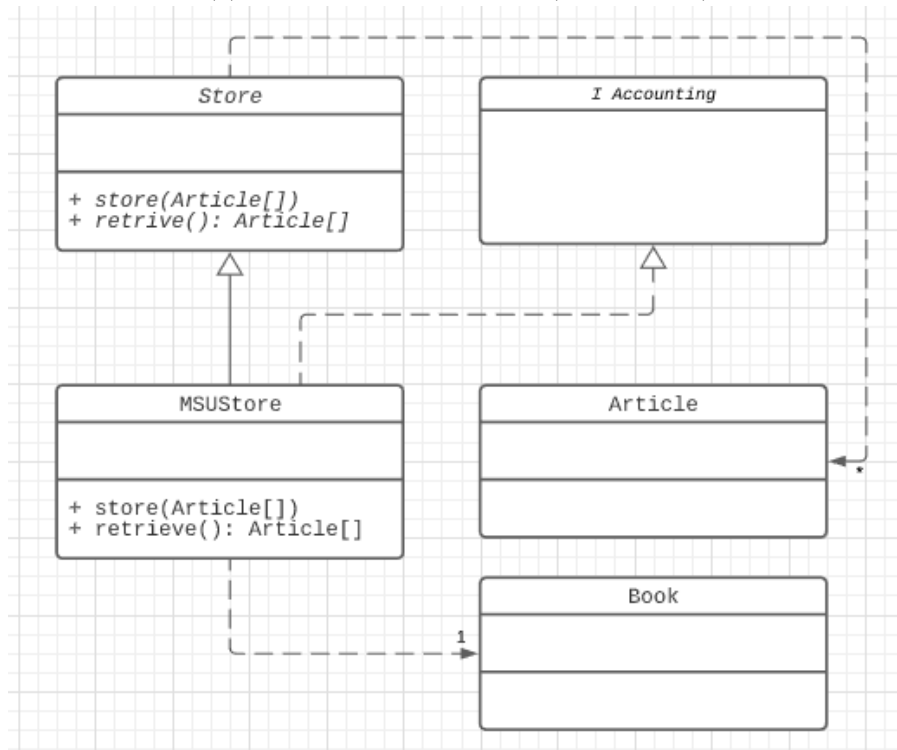 Store
+ store(Article[])
+ retrive(): Article[]
I Accounting
MSUStore
+ store(Article[])
+ retrieve(): Article[]
Article
*
Book
1